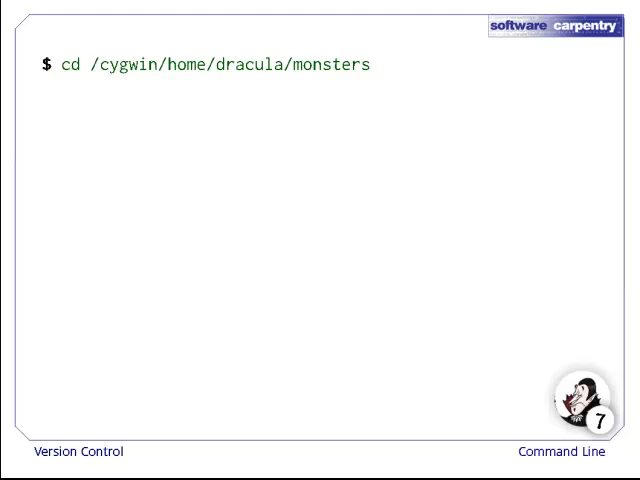 software carpentry
$ cd /cygwin/home/dracula/monsters
7
Version Control
Command Line